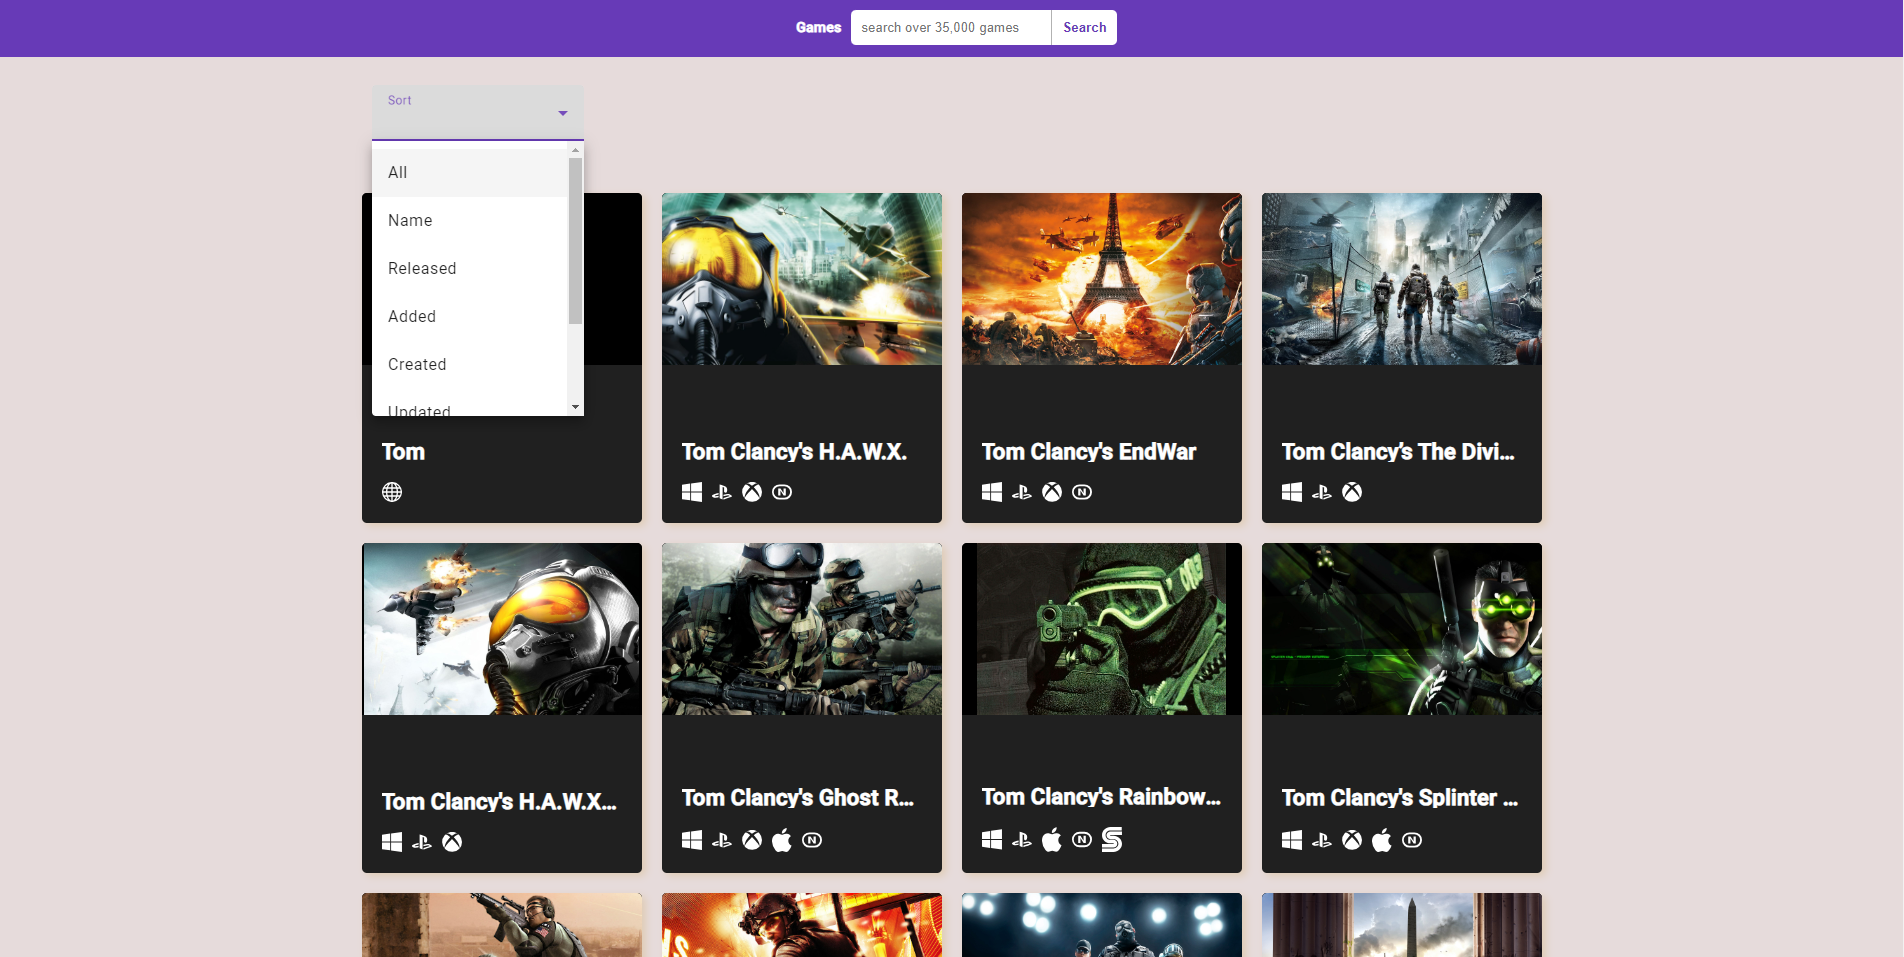 Games
search over 35,000 games
Search
Sort
All
Name
Released
Added
Created
Updated
Tom
Tom Clancy's H.A.W.X.
Tom Clancy's EndWar
Tom Clancy's The Divi...
Tom Clancy's H.A.W.X...
Tom Clancy's Ghost R...
Tom Clancy's Rainbow...
Tom Clancy's Splinter ...